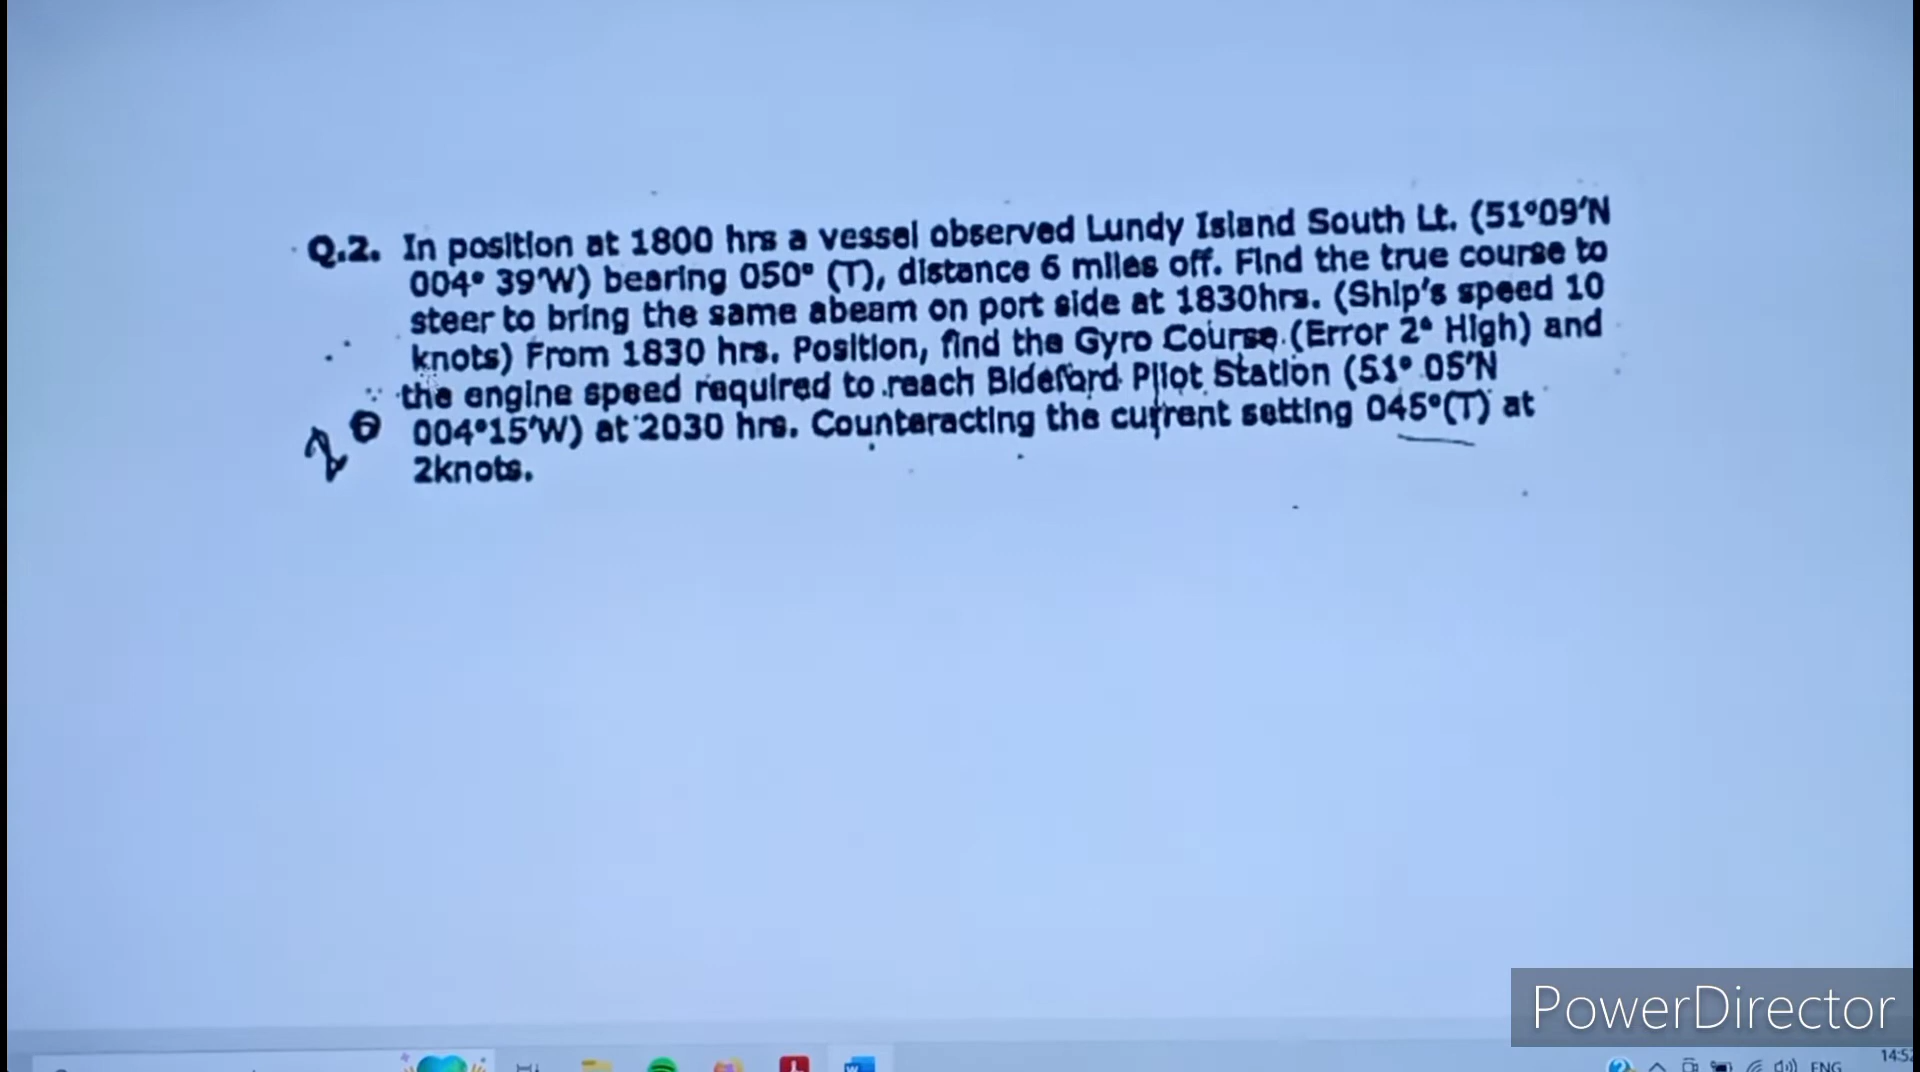 Q.2. In position at 1800 hrs a vessel observed Lundy Island South Lt. (51°09'N
004° 39'W) bearing 050° (T), distance 6 miles off. Find the true course to
steer to bring the same abeam on port side at 1830hrs. (Ship's speed 10
knots) From 1830 hrs. Position, find the Gyro Course (Error 2° High) and
the engine speed required to reach Bideford Pilot Station (51° 05'N
004°15'W) at 2030 hrs. Counteracting the current setting 045°(T) at
2knots.
PowerDirector
ENG
14:52